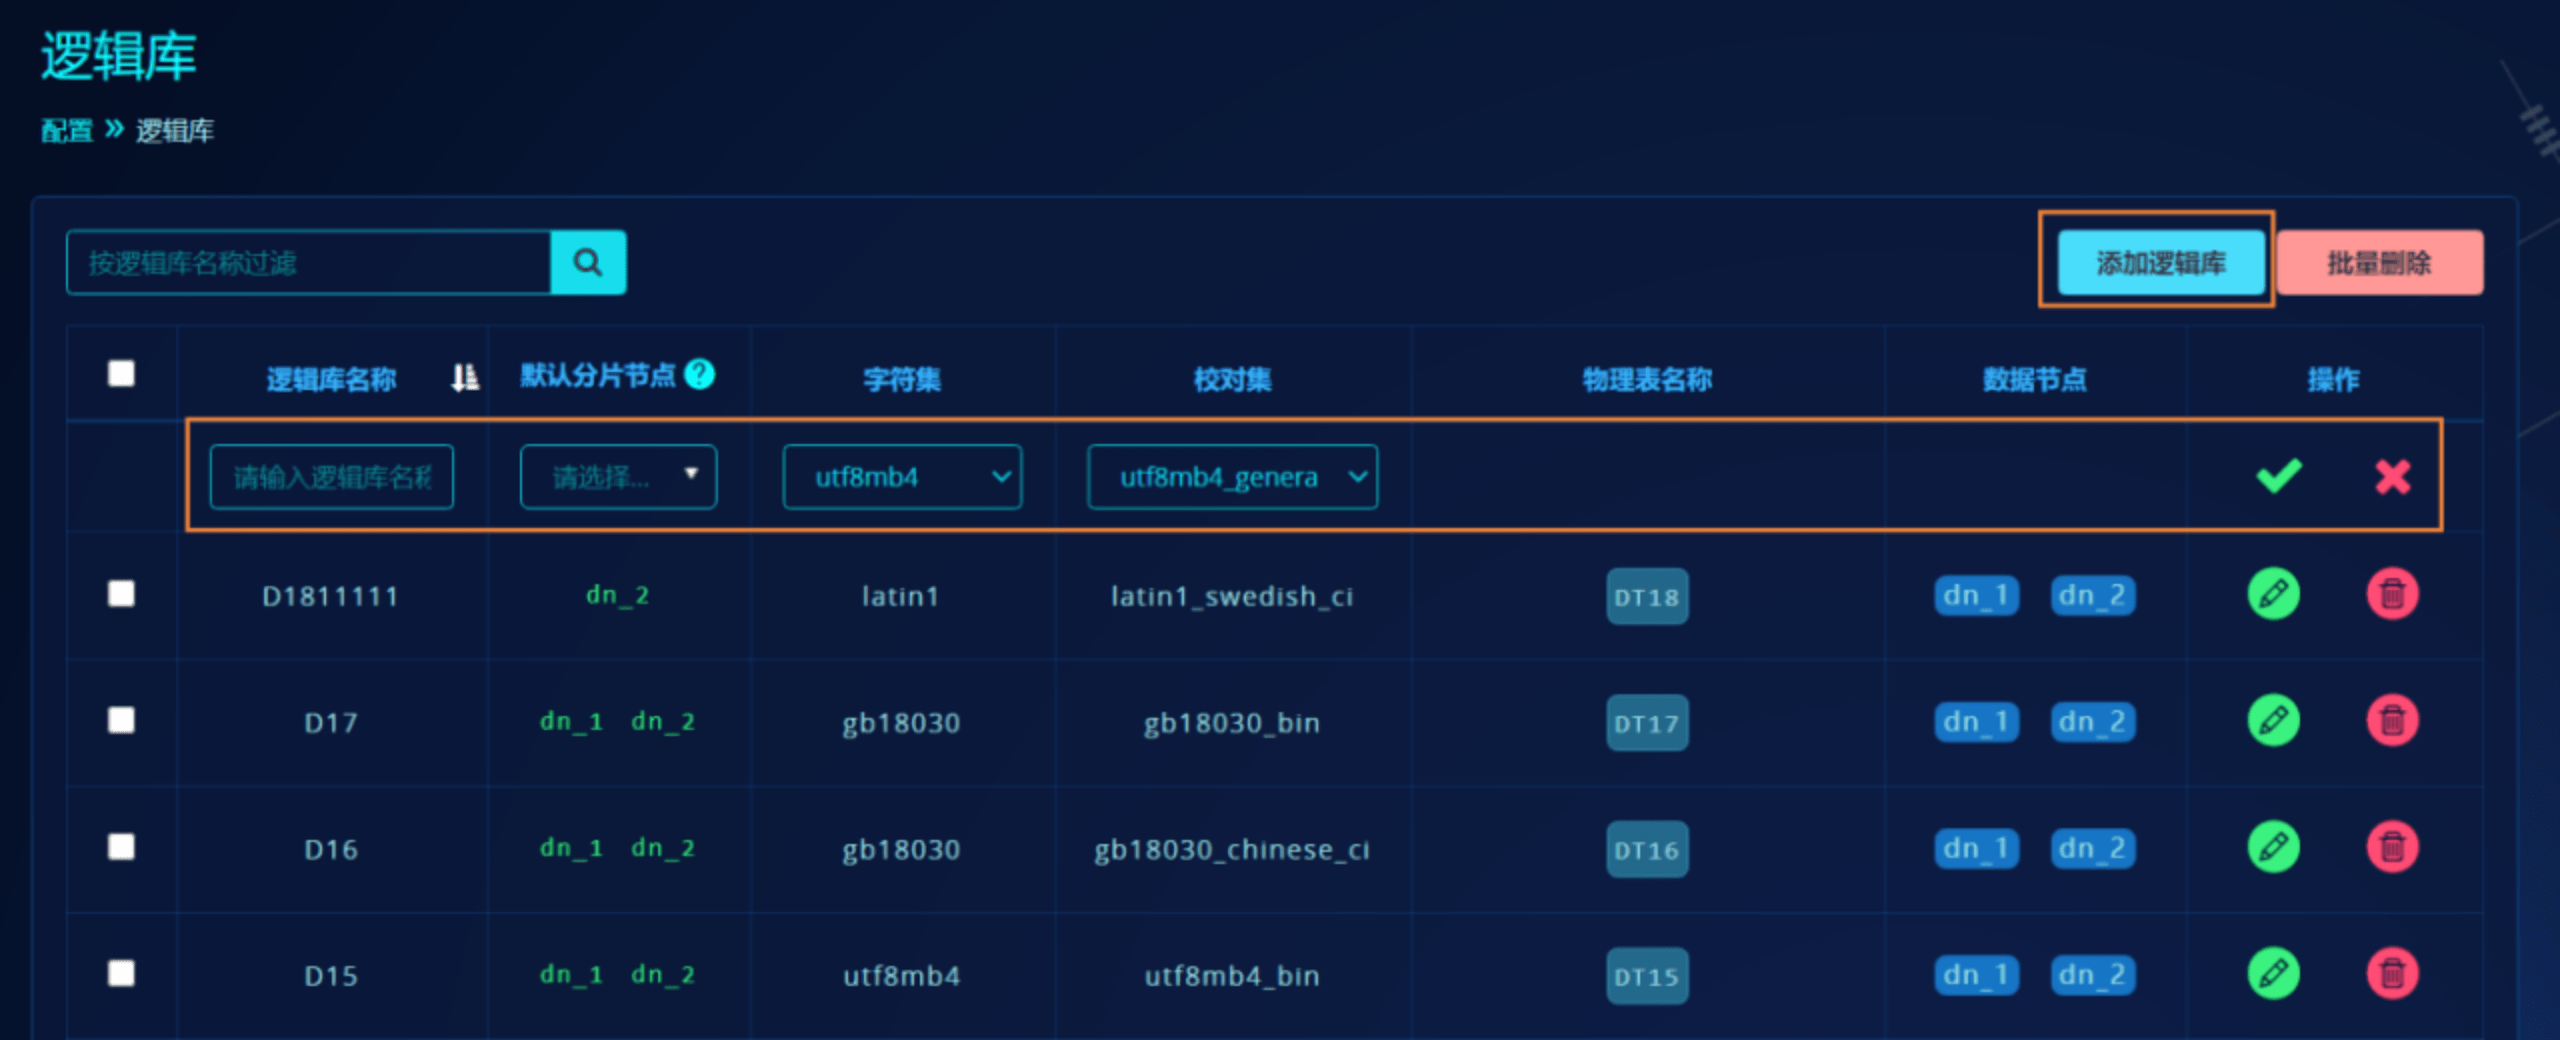 逻辑库
配置 » 逻辑库
按逻辑库名称过滤 添加逻辑库 批量删除
逻辑库名称 默认分片节点 ? 字符集 校对集 物理表名称 数据节点 操作
请输入逻辑库名称 请选择... utf8mb4 utf8mb4_genera
D1811111 dn_2 latin1 latin1_swedish_ci DT18 dn_1 dn_2
D17 dn_1 dn_2 gb18030 gb18030_bin DT17 dn_1 dn_2
D16 dn_1 dn_2 gb18030 gb18030_chinese_ci DT16 dn_1 dn_2
D15 dn_1 dn_2 utf8mb4 utf8mb4_bin DT15 dn_1 dn_2